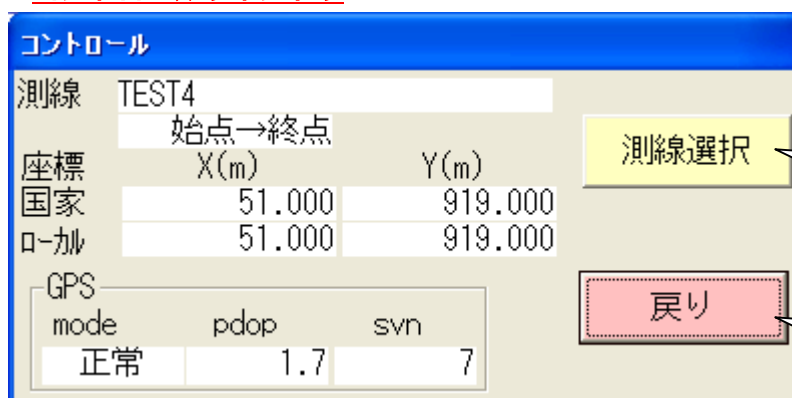 コントロール
測線 TEST4
始点→終点
測線選択
座標 X(m) Y(m)
国家 51.000 919.000
ローカル 51.000 919.000
GPS
戻り
mode pdop svn
正常 1.7 7